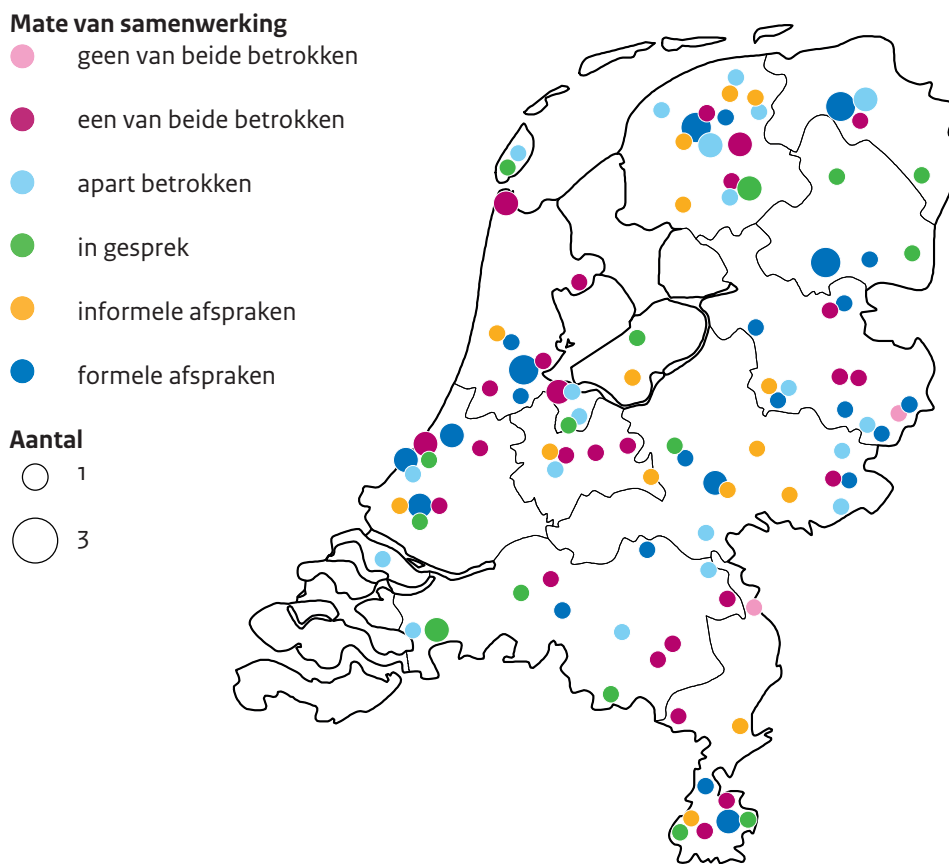 Mate van samenwerking
geen van beide betrokken
een van beide betrokken
apart betrokken
in gesprek
informele afspraken
formele afspraken
Aantal
1
3